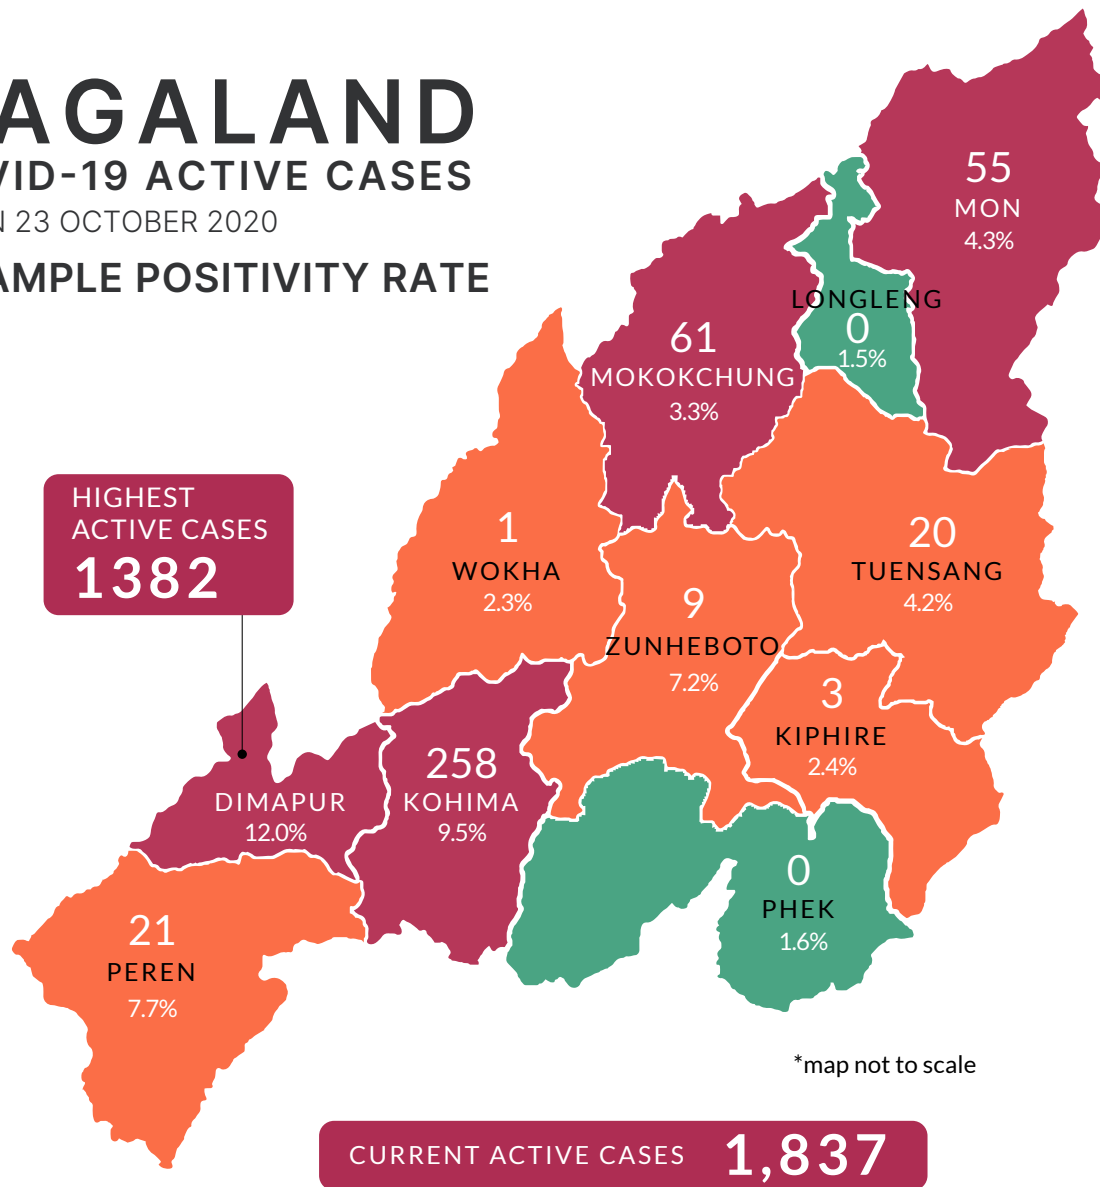 AGALAND
VID-19 ACTIVE CASES
N 23 OCTOBER 2020
AMPLE POSITIVITY RATE
55
MON
4.3%
LONGLENG
0
1.5%
61
MOKOKCHUNG
3.3%
HIGHEST
ACTIVE CASES
1382
1
WOKHA
2.3%
20
TUENSANG
4.2%
9
ZUNHEBOTO
7.2%
3
KIPHIRE
2.4%
258
KOHIMA
9.5%
DIMAPUR
12.0%
0
PHEK
1.6%
21
PEREN
7.7%
*map not to scale
CURRENT ACTIVE CASES 1,837